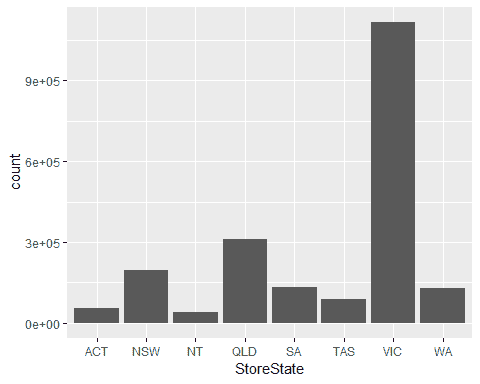 count
9e+05
6e+05
3e+05
0e+00
ACT NSW NT QLD SA TAS VIC WA
StoreState